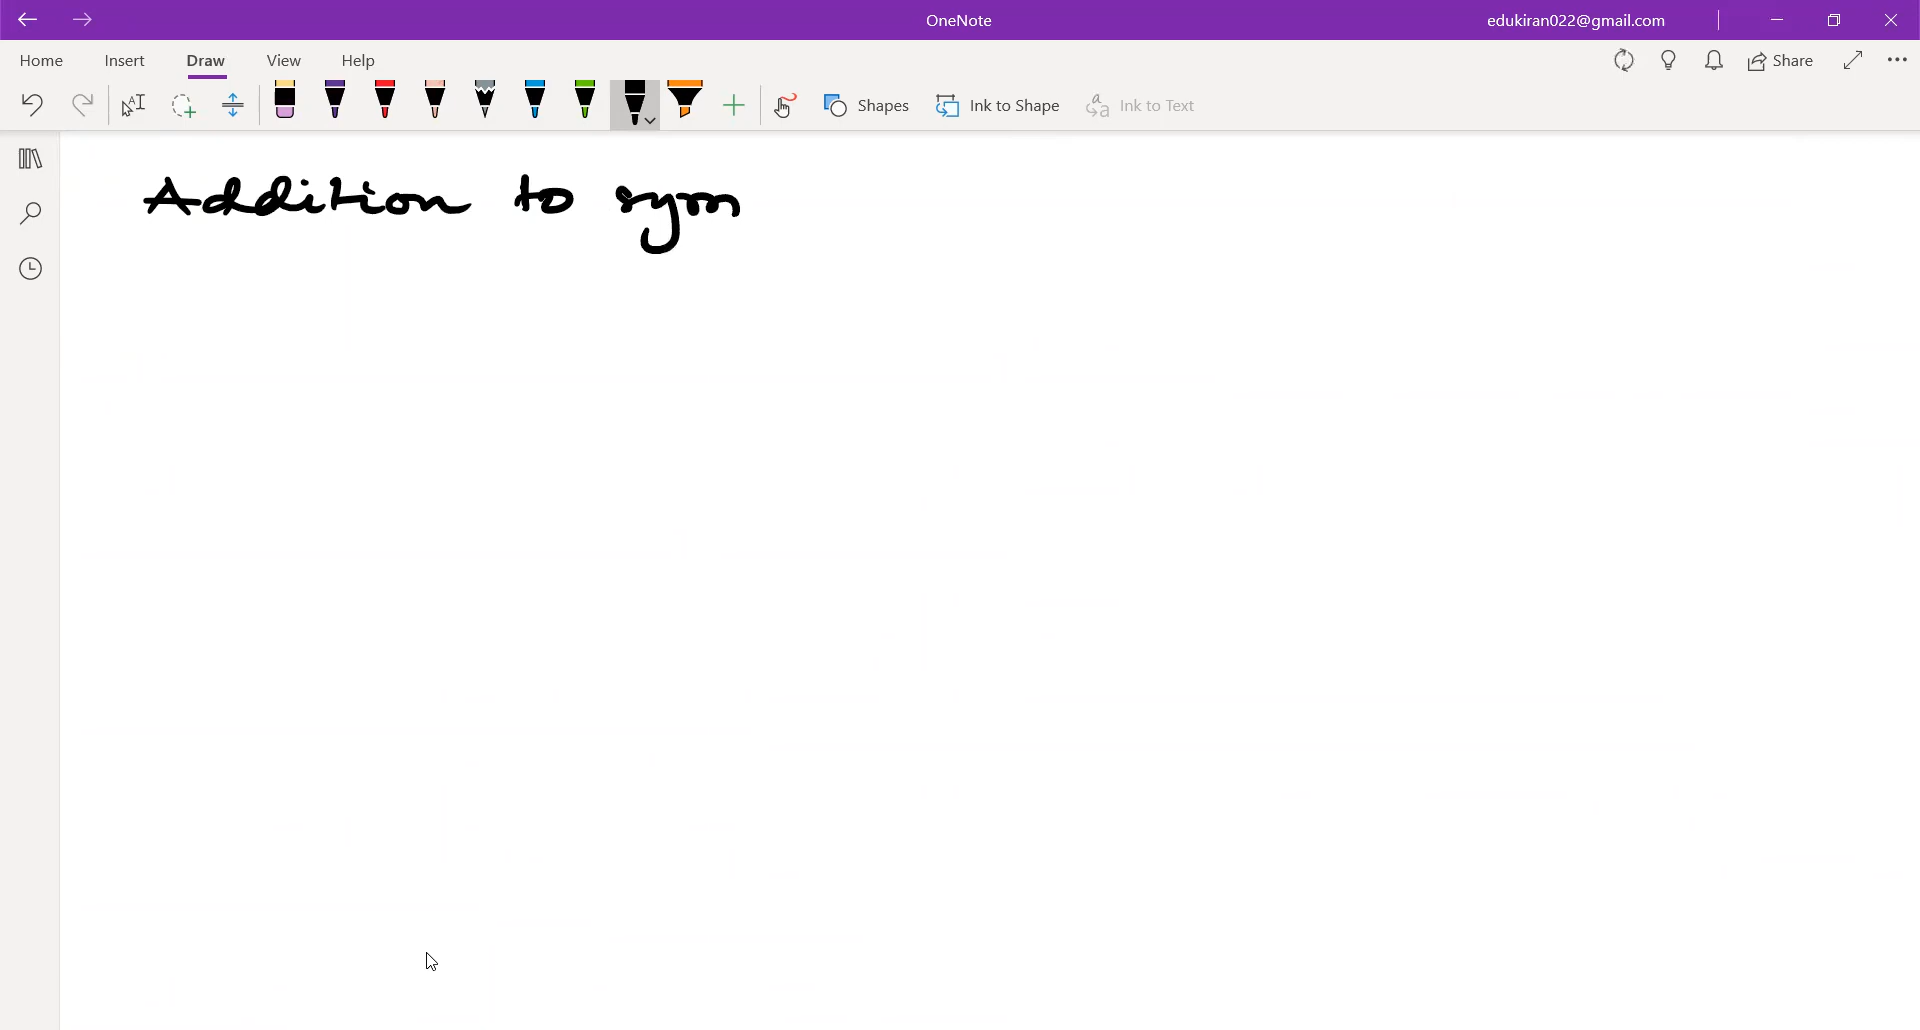 OneNote
edukiran022@gmail.com
Home Insert Draw View Help
Share
Shapes Ink to Shape Ink to Text
Addition to sym